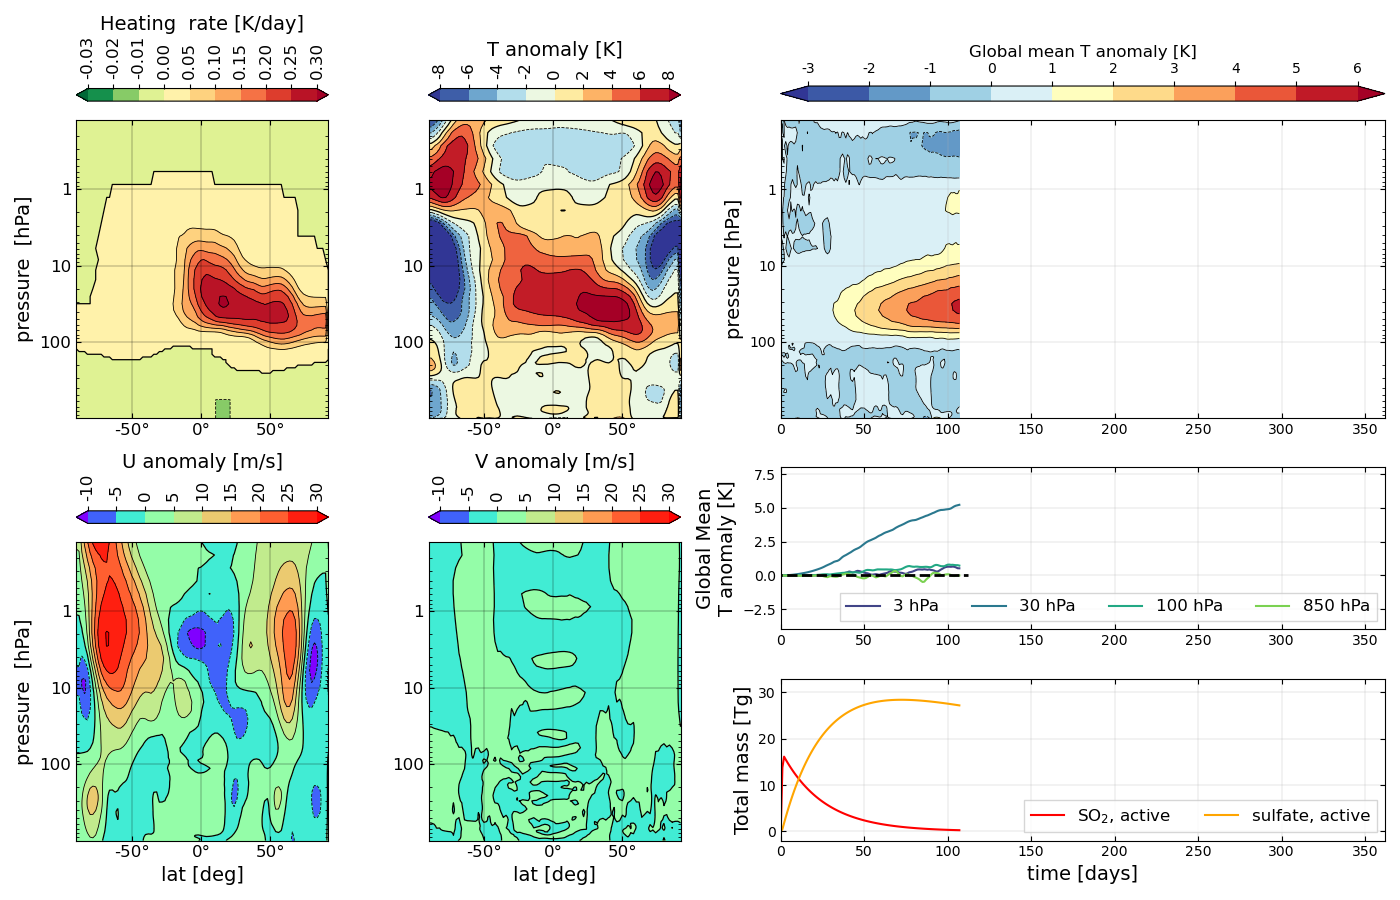 Heating  rate [K/day]
-0.03 -0.02 -0.01 0.00 0.05 0.10 0.15 0.20 0.25 0.30
1
10
100
pressure  [hPa]
-50° 0° 50°
T anomaly [K]
-8 -6 -4 -2 0 2 4 6 8
1
10
100
-50° 0° 50°
Global mean T anomaly [K]
-3 -2 -1 0 1 2 3 4 5 6
1
10
100
pressure  [hPa]
0 50 100 150 200 250 300 350
U anomaly [m/s]
-10 -5 0 5 10 15 20 25 30
1
10
100
pressure  [hPa]
-50° 0° 50°
lat [deg]
V anomaly [m/s]
-10 -5 0 5 10 15 20 25 30
1
10
100
-50° 0° 50°
lat [deg]
Global Mean
T anomaly [K]
7.5
5.0
2.5
0.0
−2.5
3 hPa 30 hPa 100 hPa 850 hPa
Total mass [Tg]
30
20
10
0
SO₂, active sulfate, active
0 50 100 150 200 250 300 350
time [days]